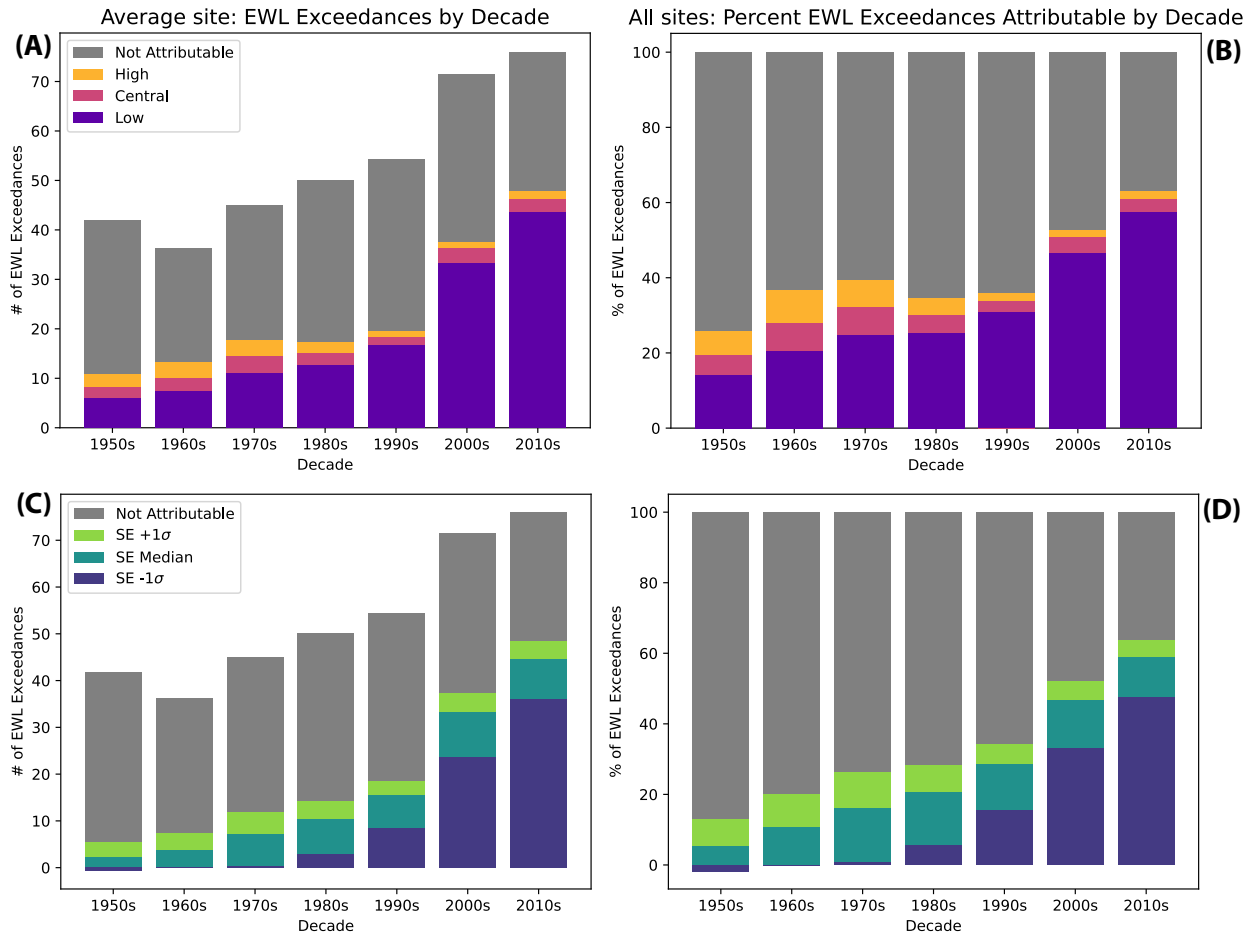 Average site: EWL Exceedances by Decade
(A)
Not Attributable
High
Central
Low
# of EWL Exceedances
70
60
50
40
30
20
10
0
1950s 1960s 1970s 1980s 1990s 2000s 2010s
Decade
All sites: Percent EWL Exceedances Attributable by Decade
(B)
% of EWL Exceedances
100
80
60
40
20
0
1950s 1960s 1970s 1980s 1990s 2000s 2010s
Decade
(C)
Not Attributable
SE +1σ
SE Median
SE -1σ
# of EWL Exceedances
70
60
50
40
30
20
10
0
1950s 1960s 1970s 1980s 1990s 2000s 2010s
Decade
(D)
% of EWL Exceedances
100
80
60
40
20
0
1950s 1960s 1970s 1980s 1990s 2000s 2010s
Decade